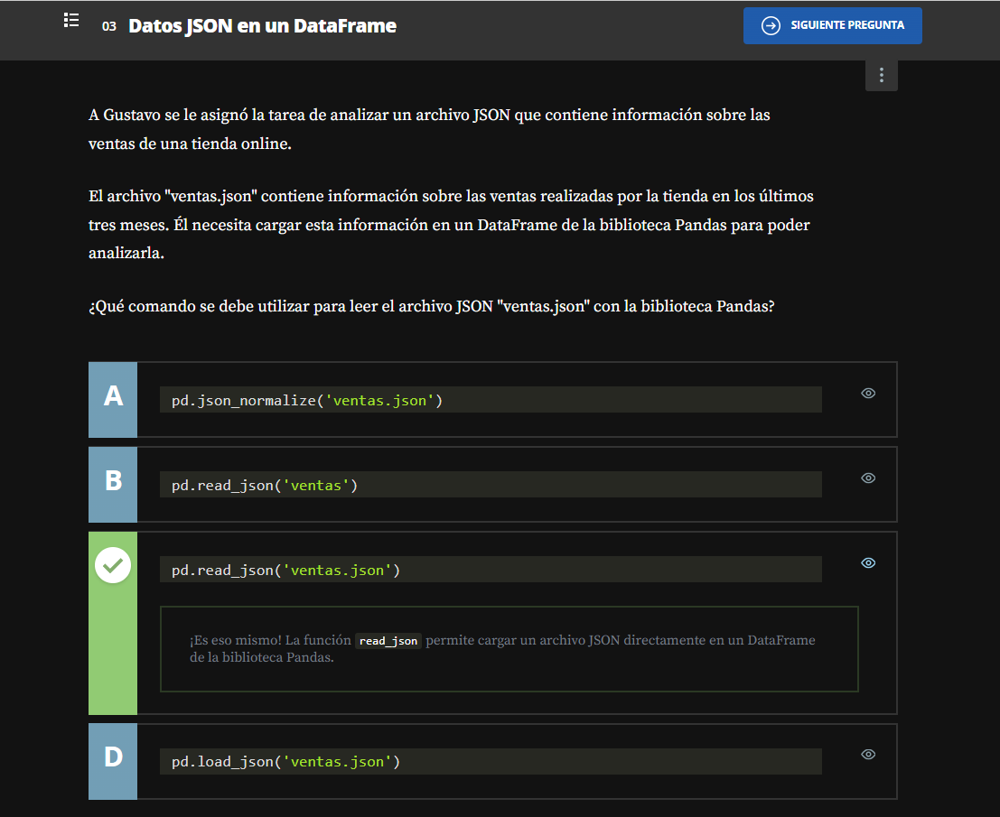 03 Datos JSON en un DataFrame
SIGUIENTE PREGUNTA
A Gustavo se le asignó la tarea de analizar un archivo JSON que contiene información sobre las
ventas de una tienda online.
El archivo "ventas.json" contiene información sobre las ventas realizadas por la tienda en los últimos
tres meses. Él necesita cargar esta información en un DataFrame de la biblioteca Pandas para poder
analizarla.
¿Qué comando se debe utilizar para leer el archivo JSON "ventas.json" con la biblioteca Pandas?
A
pd.json_normalize('ventas.json')
B
pd.read_json('ventas')
pd.read_json('ventas.json')
¡Es eso mismo! La función read_json permite cargar un archivo JSON directamente en un DataFrame
de la biblioteca Pandas.
D
pd.load_json('ventas.json')